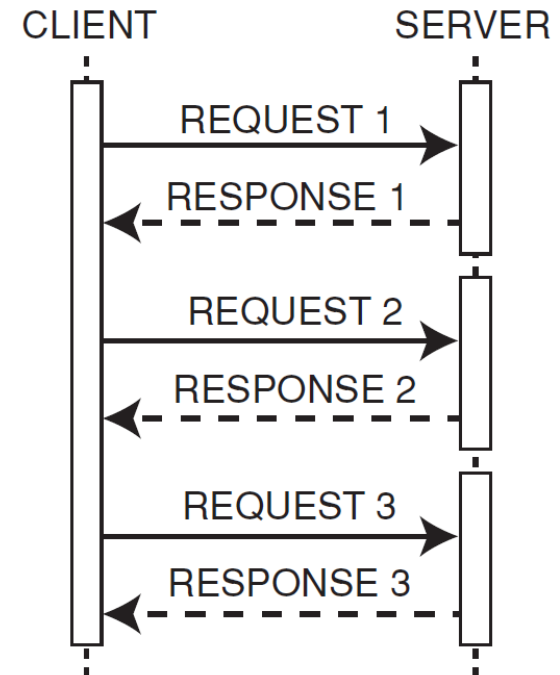 CLIENT
SERVER
REQUEST 1
RESPONSE 1
REQUEST 2
RESPONSE 2
REQUEST 3
RESPONSE 3